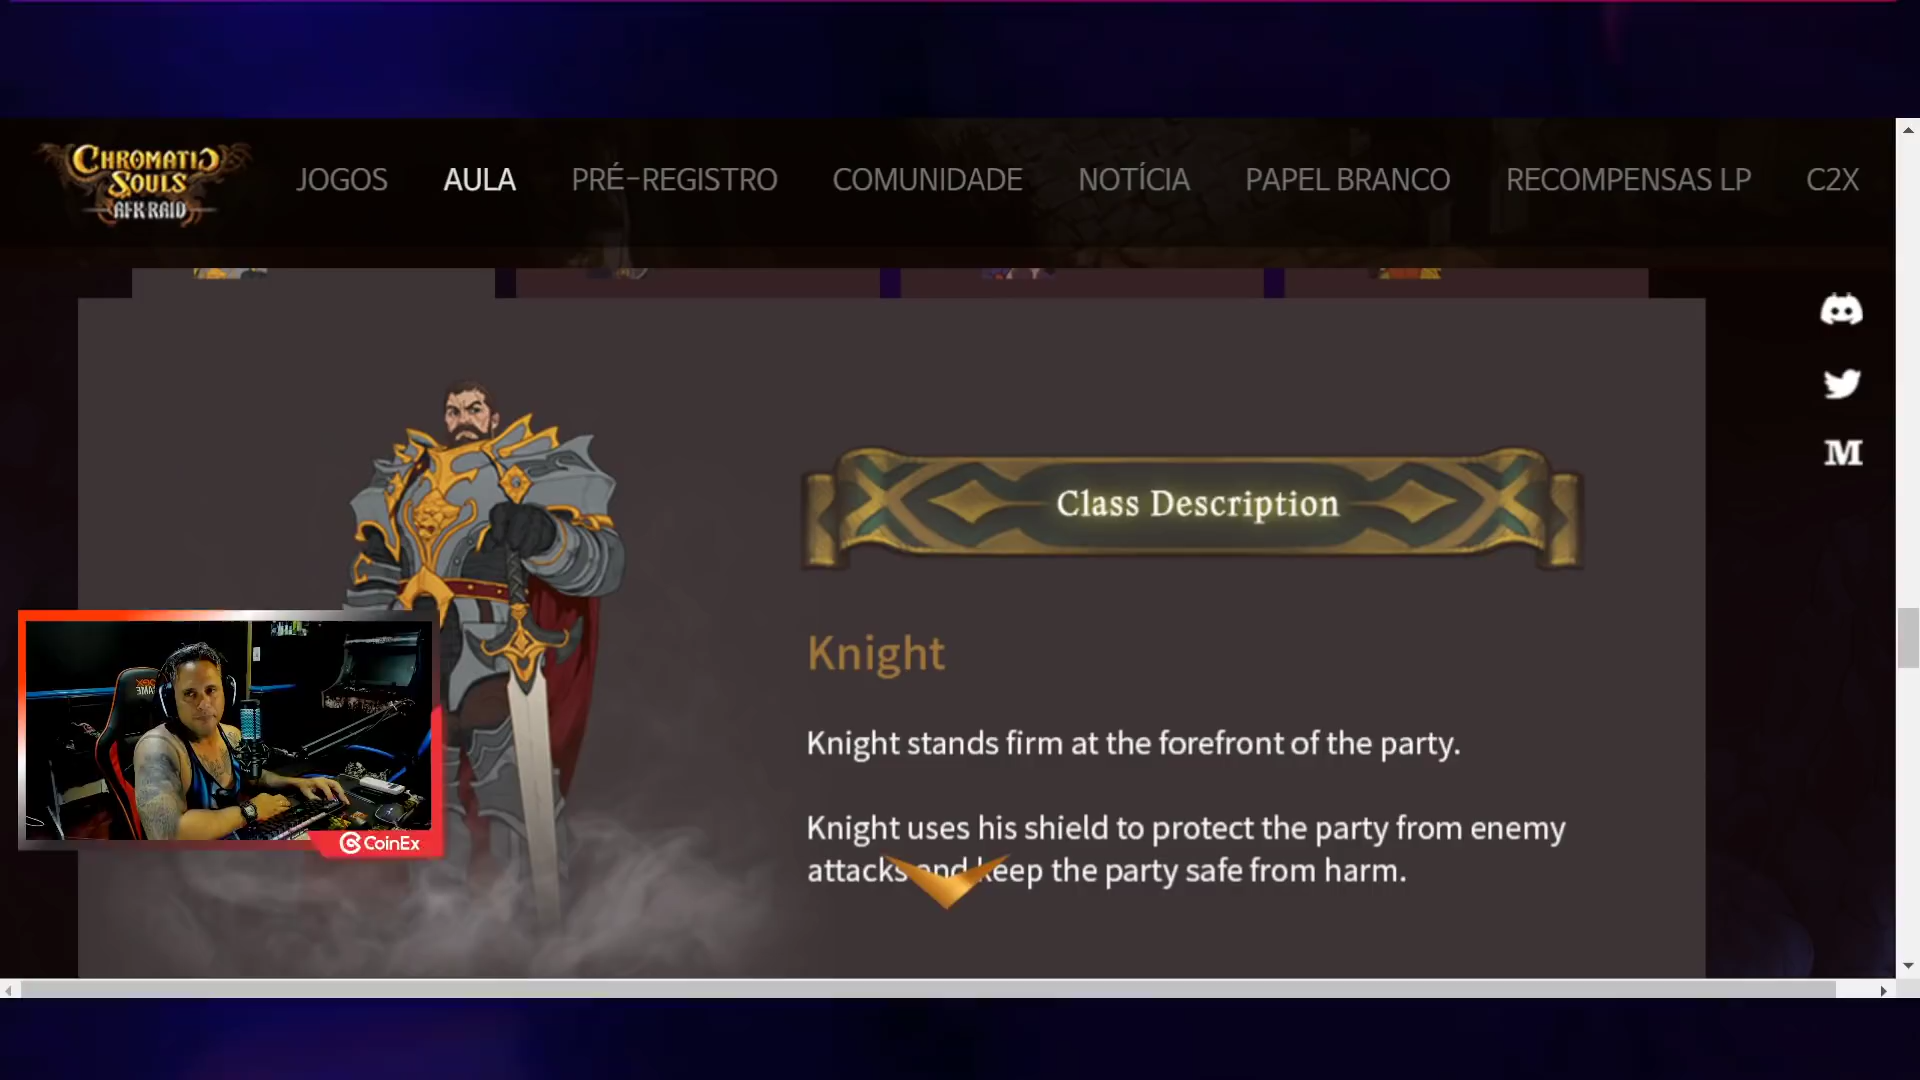 CHROMATIC
SOULS
AFK RAID
JOGOS
AULA
PRÉ-REGISTRO
COMUNIDADE
NOTÍCIA
PAPEL BRANCO
RECOMPENSAS LP
C2X
M
Class Description
Knight
Knight stands firm at the forefront of the party.
Knight uses his shield to protect the party from enemy
attacks and keep the party safe from harm.
CoinEx